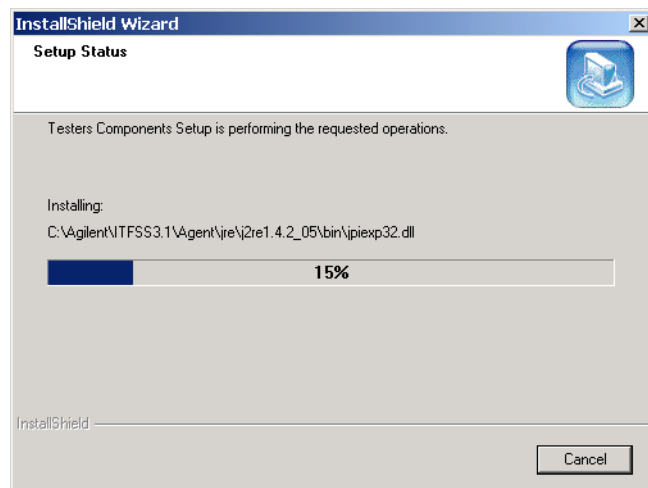 InstallShield Wizard
Setup Status
Testers Components Setup is performing the requested operations.
Installing:
C:\Agilent\ITFSS3.1\Agent\jre\j2re1.4.2_05\bin\jpiexp32.dll
15%
InstallShield
Cancel